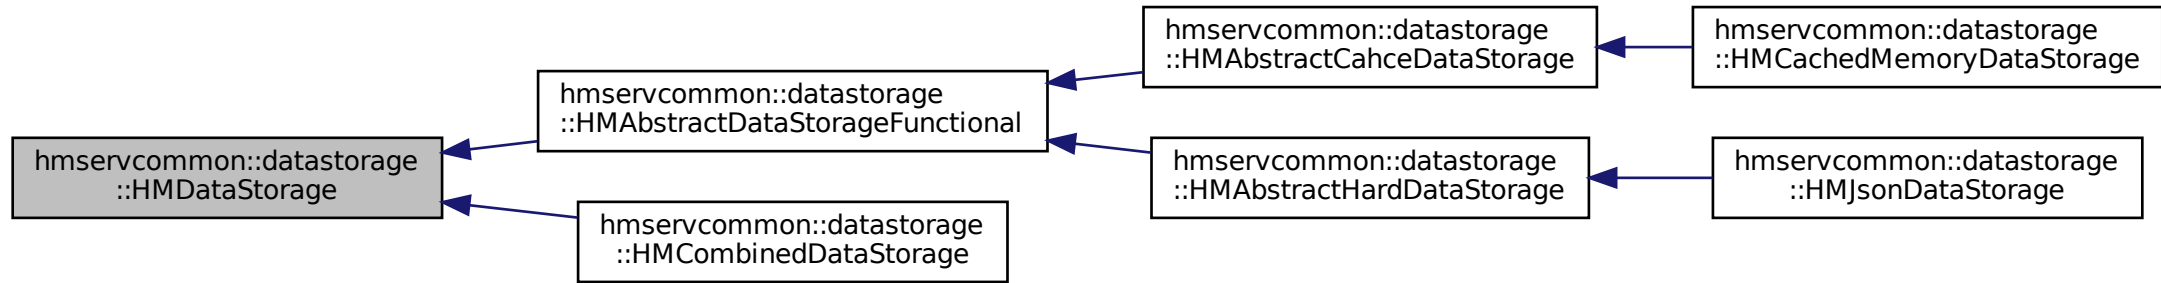 hmservcommon::datastorage
::HMDataStorage
hmservcommon::datastorage
::HMAbstractDataStorageFunctional
hmservcommon::datastorage
::HMCombinedDataStorage
hmservcommon::datastorage
::HMAbstractCahceDataStorage
hmservcommon::datastorage
::HMAbstractHardDataStorage
hmservcommon::datastorage
::HMCachedMemoryDataStorage
hmservcommon::datastorage
::HMJsonDataStorage